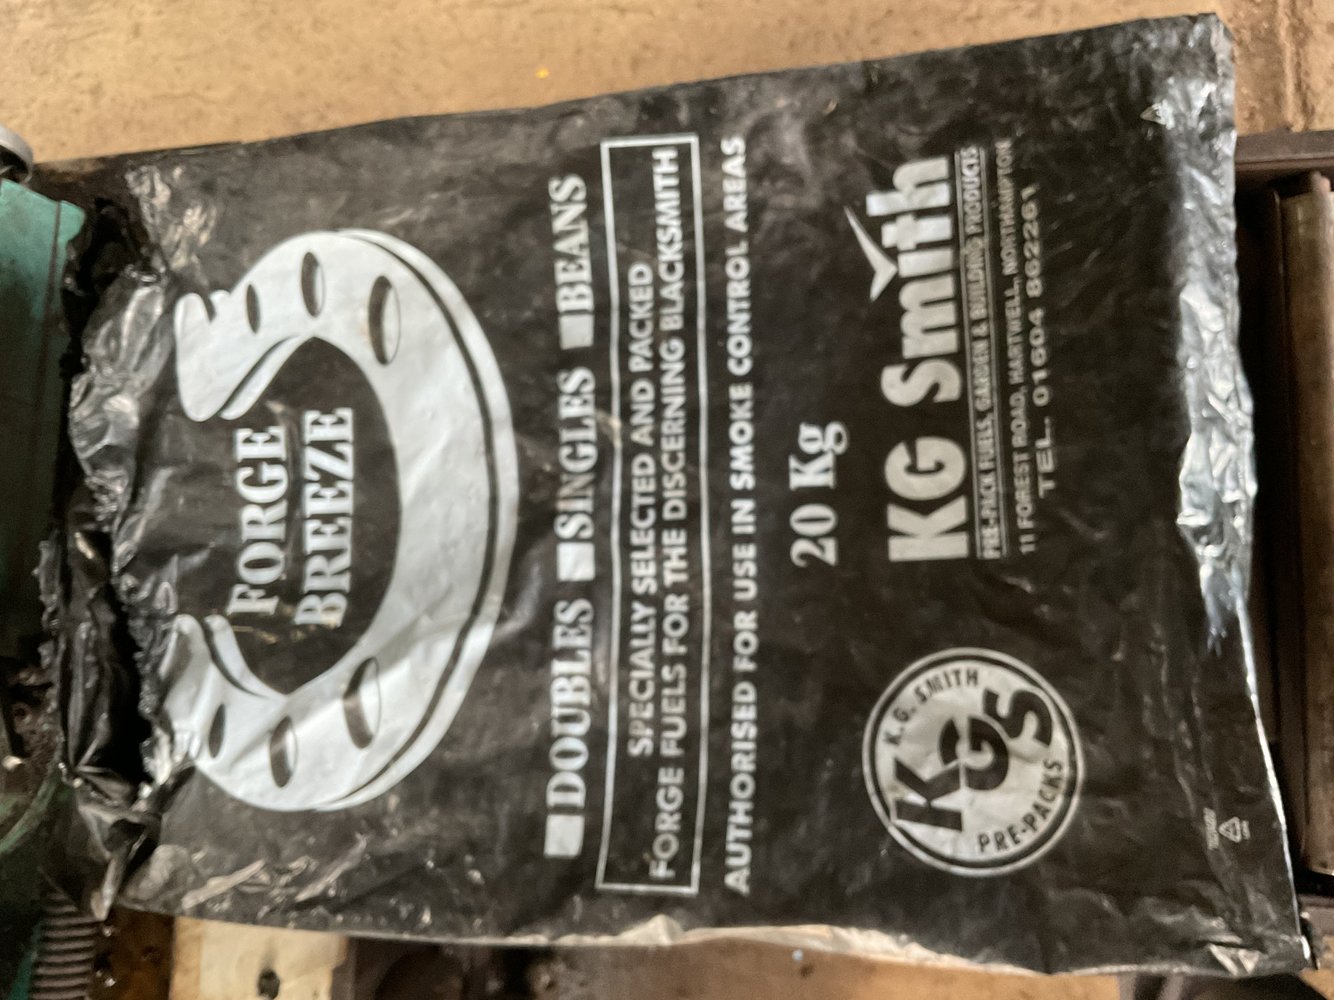 FORGE
BREEZE
DOUBLES SINGLES BEANS
SPECIALLY SELECTED AND PACKED
FORGE FUELS FOR THE DISCERNING BLACKSMITH
AUTHORISED FOR USE IN SMOKE CONTROL AREAS
20 Kg
K.G. SMITH
KGS
PRE-PACKS
KG Smith
PRE-PACK FUELS, GARDEN & BUILDING PRODUCTS
11 FOREST ROAD, HARTWELL, NORTHAMPTON
TEL. 01604 862261